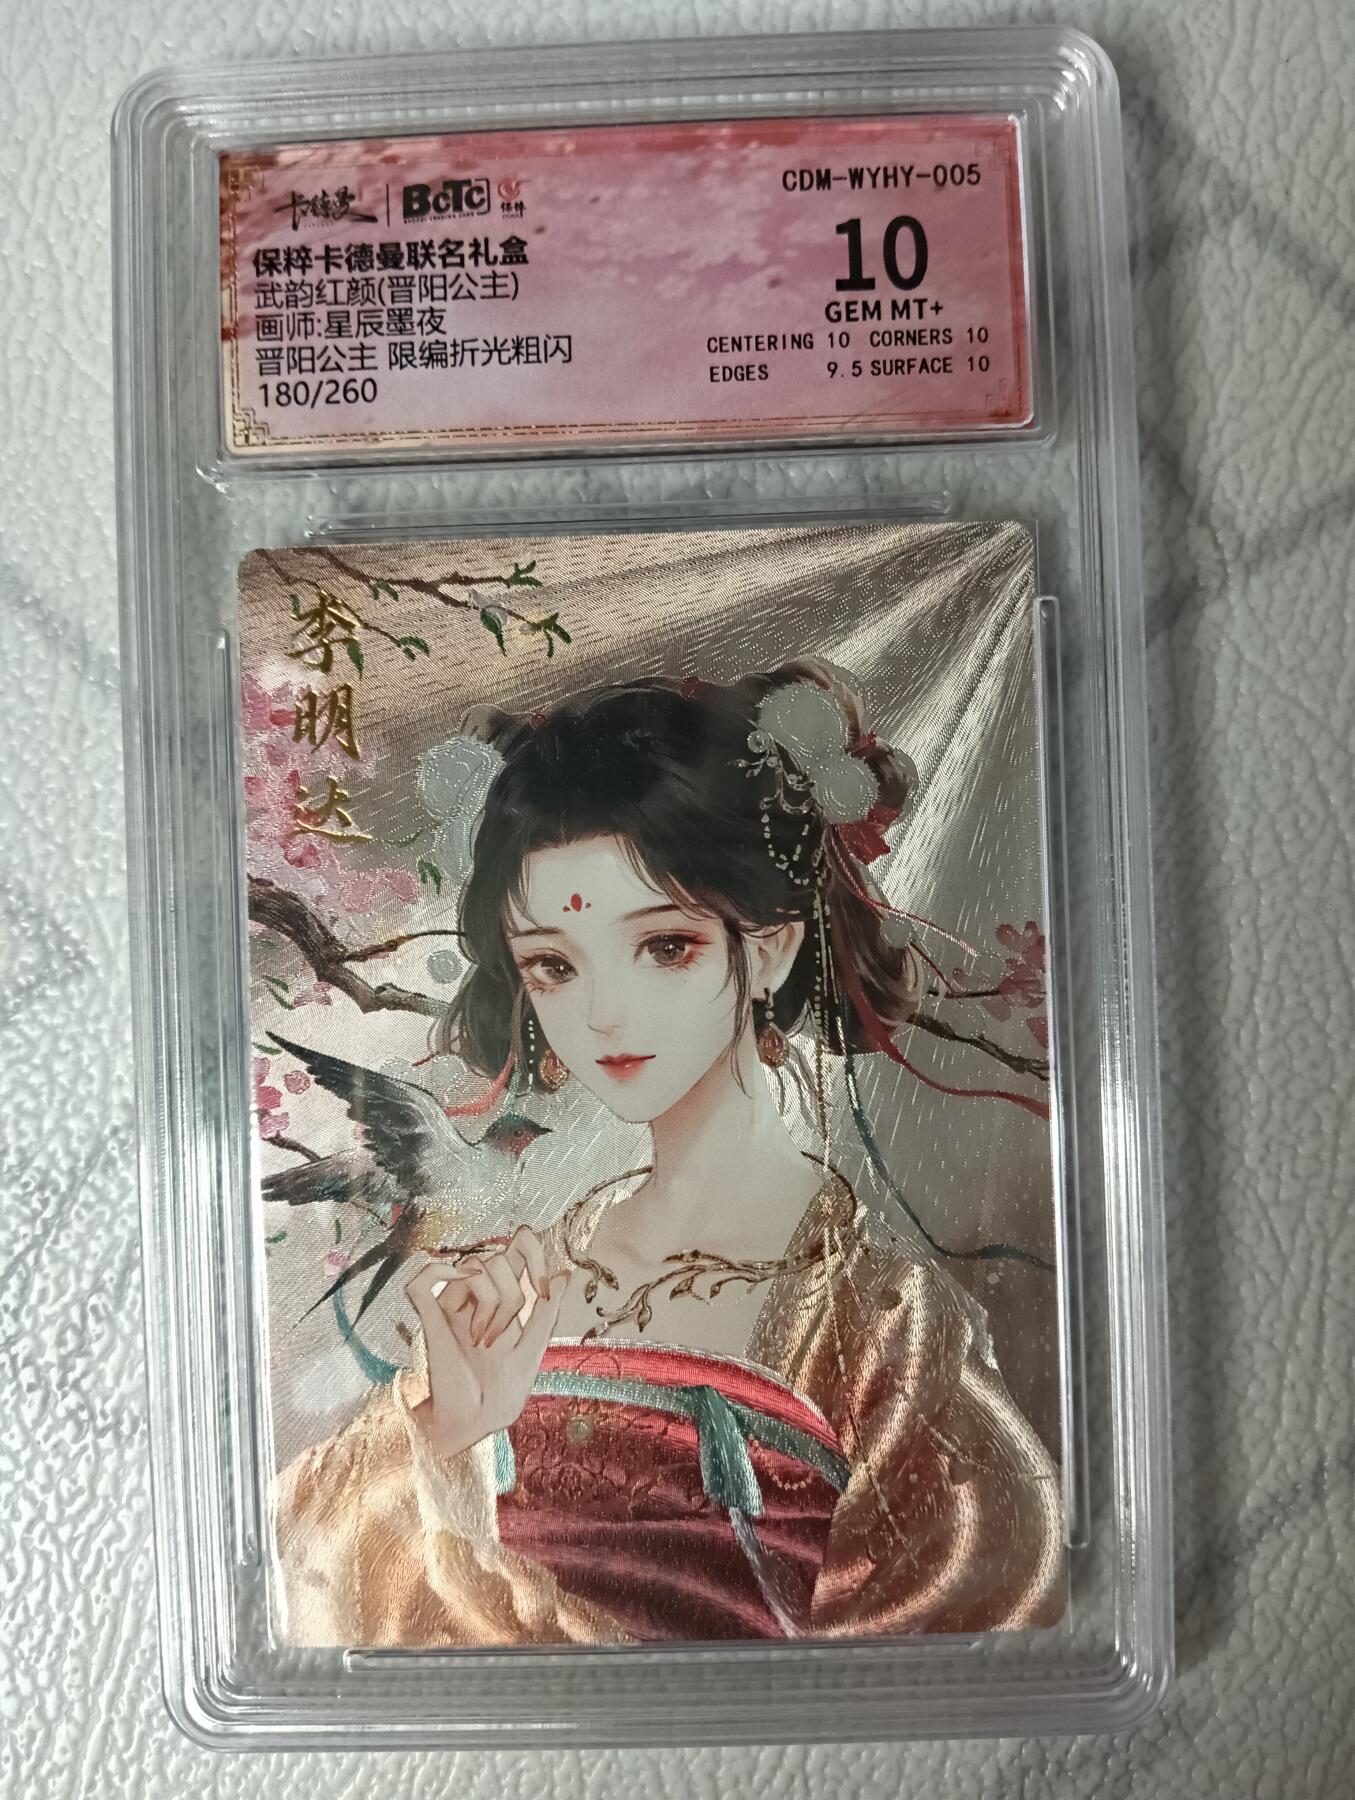 卡德曼 BCTC 保粹
CDM-WYHY-005
保粹卡德曼联名礼盒
武韵红颜(晋阳公主)
画师:星辰墨夜
晋阳公主 限编折光粗闪
180/260
10
GEM MT+
CENTERING 10 CORNERS 10
EDGES 9.5 SURFACE 10
李明达